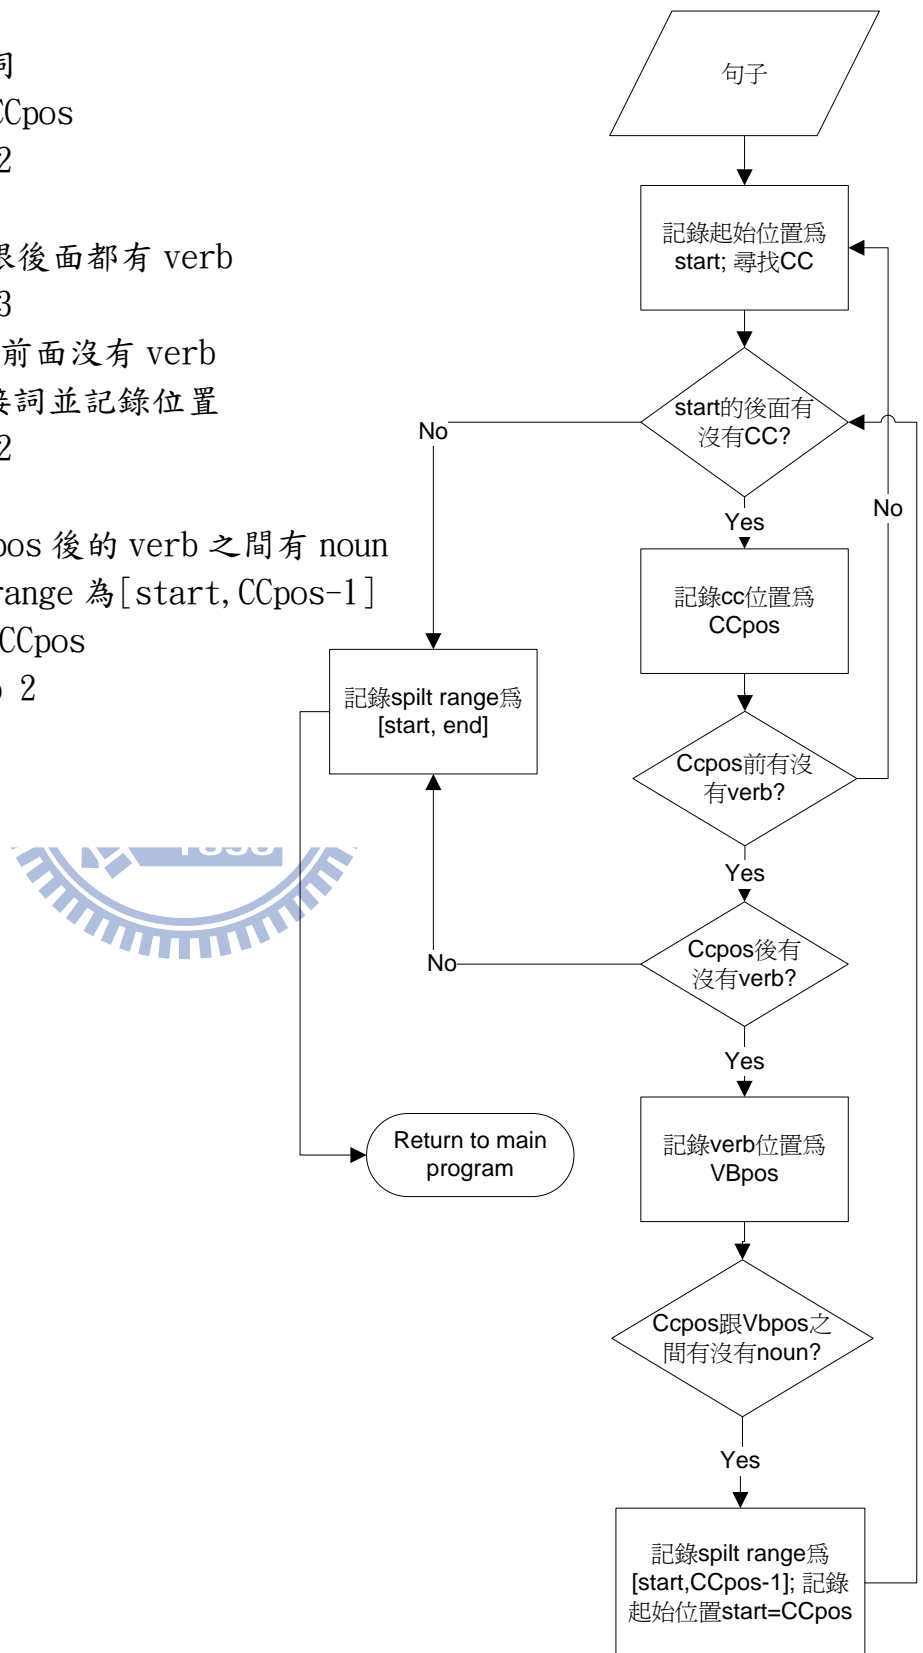 CCpos
2
後面都有 verb
3
前面沒有 verb
接詞並記錄位置
2
pos 後的 verb 之間有 noun
range 為[start,CCpos-1]
CCpos
2
句子
記錄起始位置爲
start; 尋找CC
start的後面有
沒有CC?
No
Yes
No
記錄cc位置爲
CCpos
記錄spilt range爲
[start, end]
Ccpos前有沒
有verb?
1898
Yes
Ccpos後有
沒有verb?
No
Yes
Return to main
program
記錄verb位置爲
VBpos
Ccpos跟Vbpos之
間有沒有noun?
Yes
記錄spilt range爲
[start,CCpos-1]; 記錄
起始位置start=CCpos